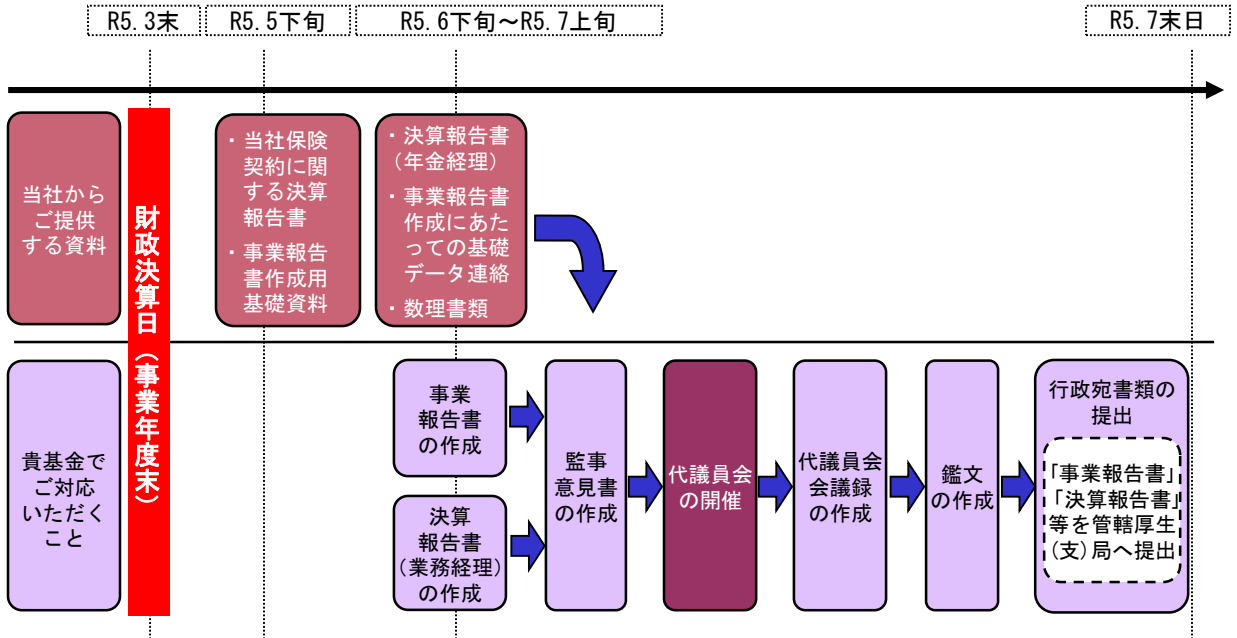 R5.3末
R5.5下旬
R5.6下旬～R5.7上旬
R5.7末日
当社から
ご提供
する資料
財政決算日（事業年度末）
・当社保険
契約に関
する決算
報告書
・事業報告
書作成用
基礎資料
・決算報告書
（年金経理）
・事業報告書
作成にあた
っての基礎
データ連絡
・数理書類
貴基金で
ご対応
いただく
こと
事業
報告書
の作成
決算
報告書
(業務経理)
の作成
監事
意見書
の作成
代議員会
の開催
代議員会
会議録
の作成
鑑文
の作成
行政宛書類の
提出
「事業報告書」
「決算報告書」
等を管轄厚生
(支)局へ提出